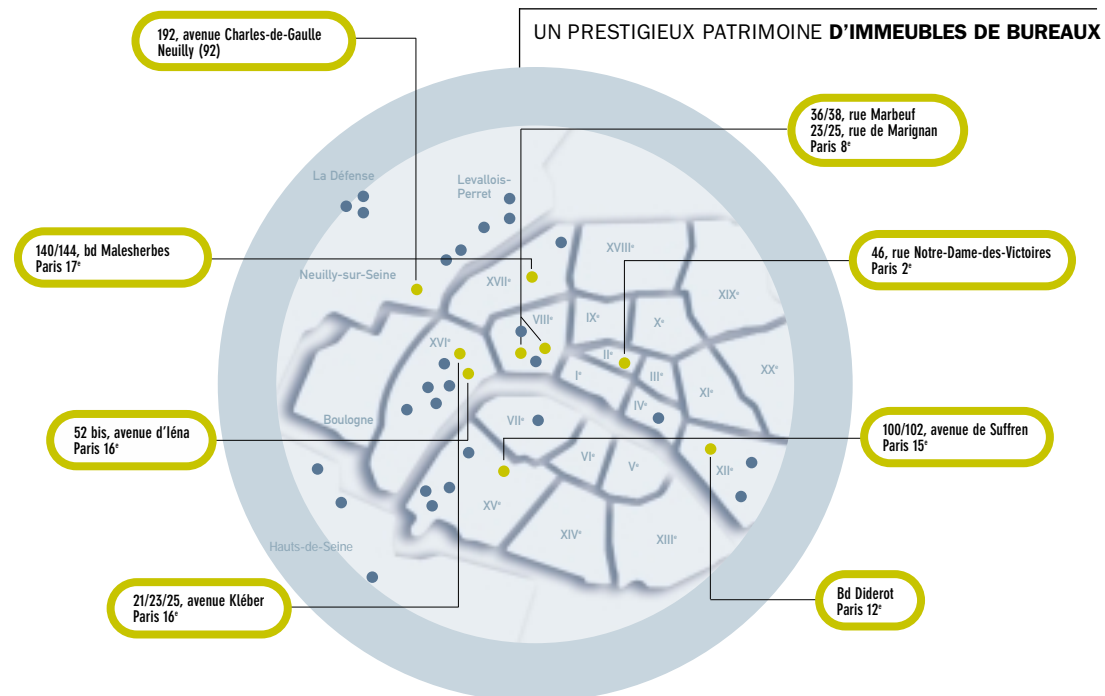 UN PRESTIGIEUX PATRIMOINE D'IMMEUBLES DE BUREAUX
192, avenue Charles-de-Gaulle
Neuilly (92)
36/38, rue Marbeuf
23/25, rue de Marignan
Paris 8e
140/144, bd Malesherbes
Paris 17e
46, rue Notre-Dame-des-Victoires
Paris 2e
52 bis, avenue d'Iéna
Paris 16e
100/102, avenue de Suffren
Paris 15e
21/23/25, avenue Kléber
Paris 16e
Bd Diderot
Paris 12e
La Défense
Levallois-
Perret
Neuilly-sur-Seine
Boulogne
Hauts-de-Seine
XVIIe
XVIIIe
XIXe
VIIIe
IXe
Xe
XVIe
IIe
Ie
IIIe
XIe
XXe
IVe
VIIe
VIe
Ve
XIIe
XVe
XIVe
XIIIe